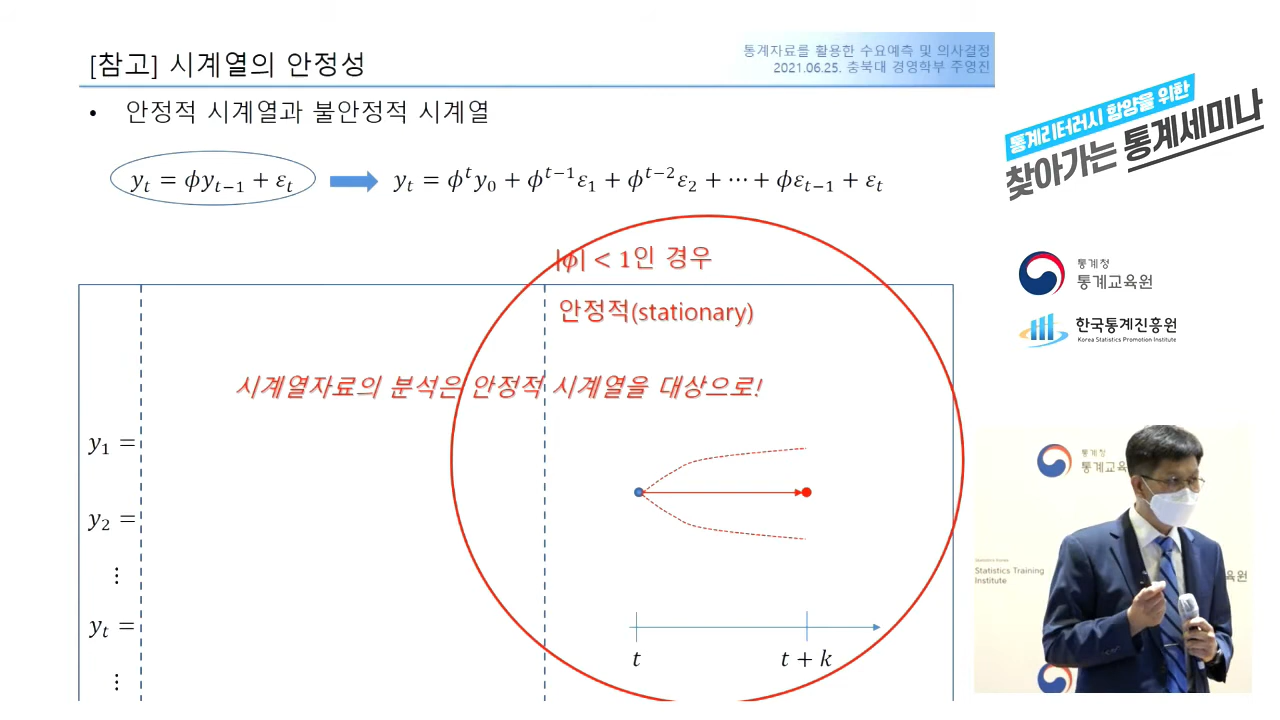 [참고] 시계열의 안정성
통계자료를 활용한 수요예측 및 의사결정
2021.06.25. 충북대 경영학부 주영진
• 안정적 시계열과 불안정적 시계열
y_t = ϕy_{t−1} + ε_t
y_t = ϕ^t y_0 + ϕ^{t−1}ε_1 + ϕ^{t−2}ε_2 + ⋯ + ϕε_{t−1} + ε_t
|ϕ| < 1인 경우
안정적(stationary)
시계열자료의 분석은 안정적 시계열을 대상으로!
y_1 =
y_2 =
⋮
y_t =
⋮
t
t + k
통계리터러시 함양을 위한
찾아가는 통계세미나
통계청
통계교육원
한국통계진흥원
Korea Statistics Promotion Institute
통계청
통계교육
Statistics Training
Institute
육원